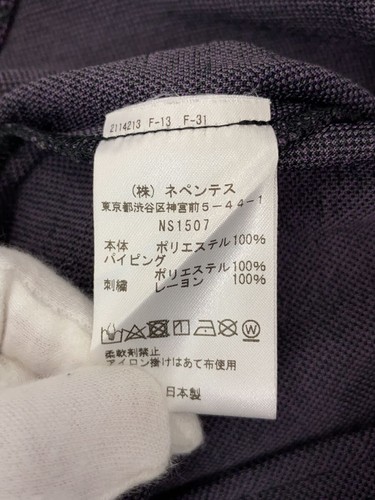 2114213 F-13 F-31
(株) ネペンテス
東京都渋谷区神宮前5-44-1
NS1507
本体 ポリエステル100%
パイピング
ポリエステル100%
刺繍 レーヨン 100%
柔軟剤禁止
アイロン掛けはあて布使用
日本製